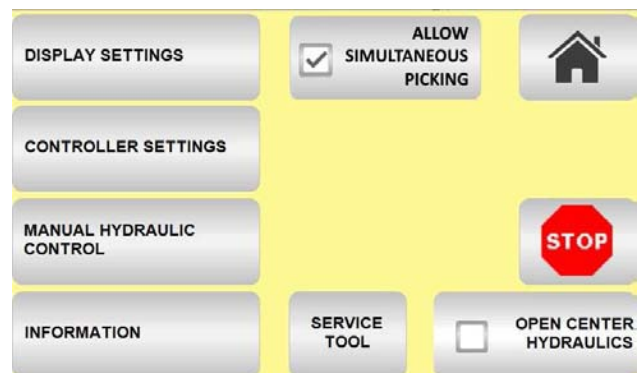 DISPLAY SETTINGS
ALLOW
SIMULTANEOUS
PICKING
CONTROLLER SETTINGS
MANUAL HYDRAULIC
CONTROL
STOP
INFORMATION
SERVICE
TOOL
OPEN CENTER
HYDRAULICS